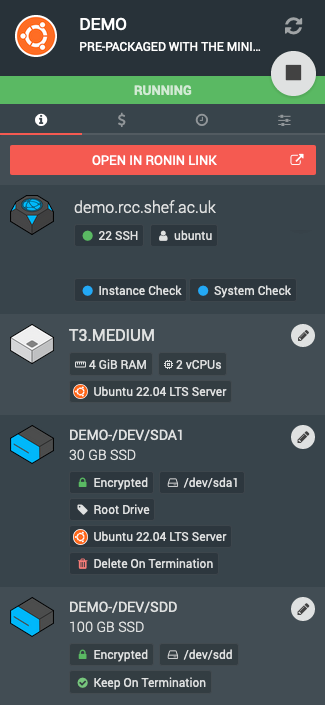 DEMO
PRE-PACKAGED WITH THE MINI...
RUNNING
$
OPEN IN RONIN LINK
demo.rcc.shef.ac.uk
22 SSH ubuntu
Instance Check System Check
T3.MEDIUM
4 GiB RAM 2 vCPUs
Ubuntu 22.04 LTS Server
DEMO-/DEV/SDA1
30 GB SSD
Encrypted /dev/sda1
Root Drive
Ubuntu 22.04 LTS Server
Delete On Termination
DEMO-/DEV/SDD
100 GB SSD
Encrypted /dev/sdd
Keep On Termination